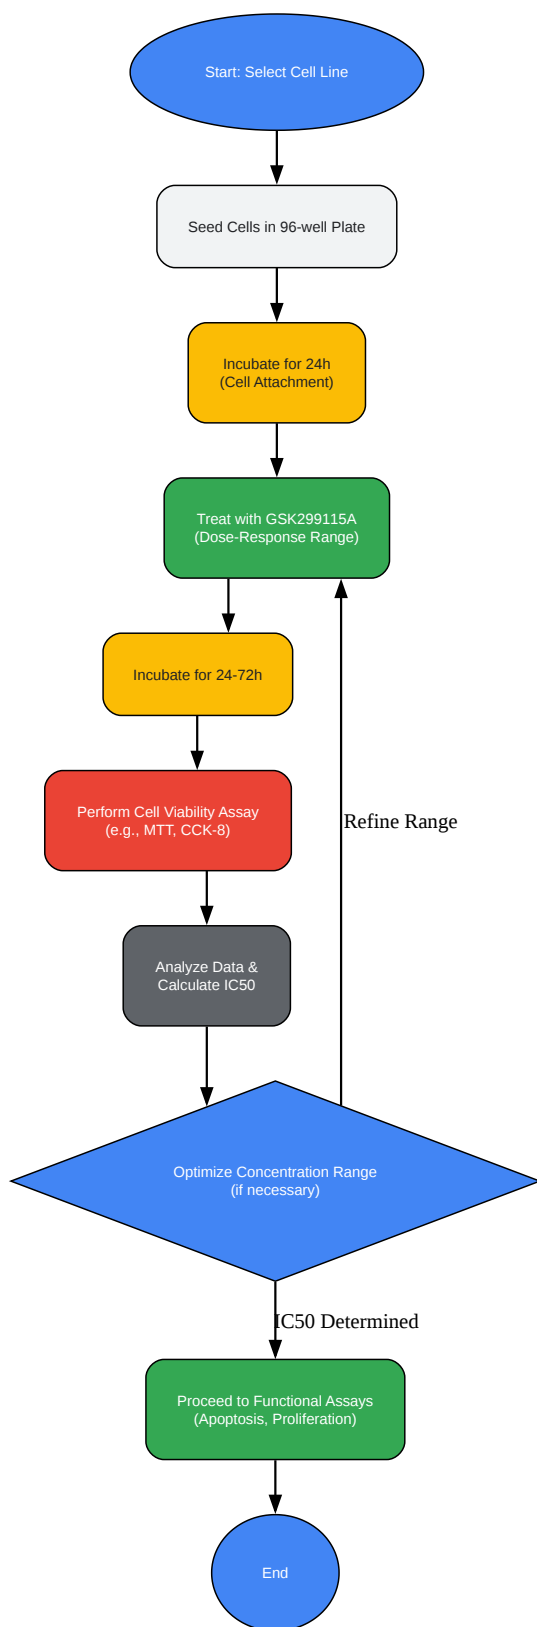 Start: Select Cell Line
Seed Cells in 96-well Plate
Incubate for 24h
(Cell Attachment)
Treat with GSK299115A
(Dose-Response Range)
Incubate for 24-72h
Perform Cell Viability Assay
(e.g., MTT, CCK-8)
Refine Range
Analyze Data &
Calculate IC50
Optimize Concentration Range
(if necessary)
IC50 Determined
Proceed to Functional Assays
(Apoptosis, Proliferation)
End